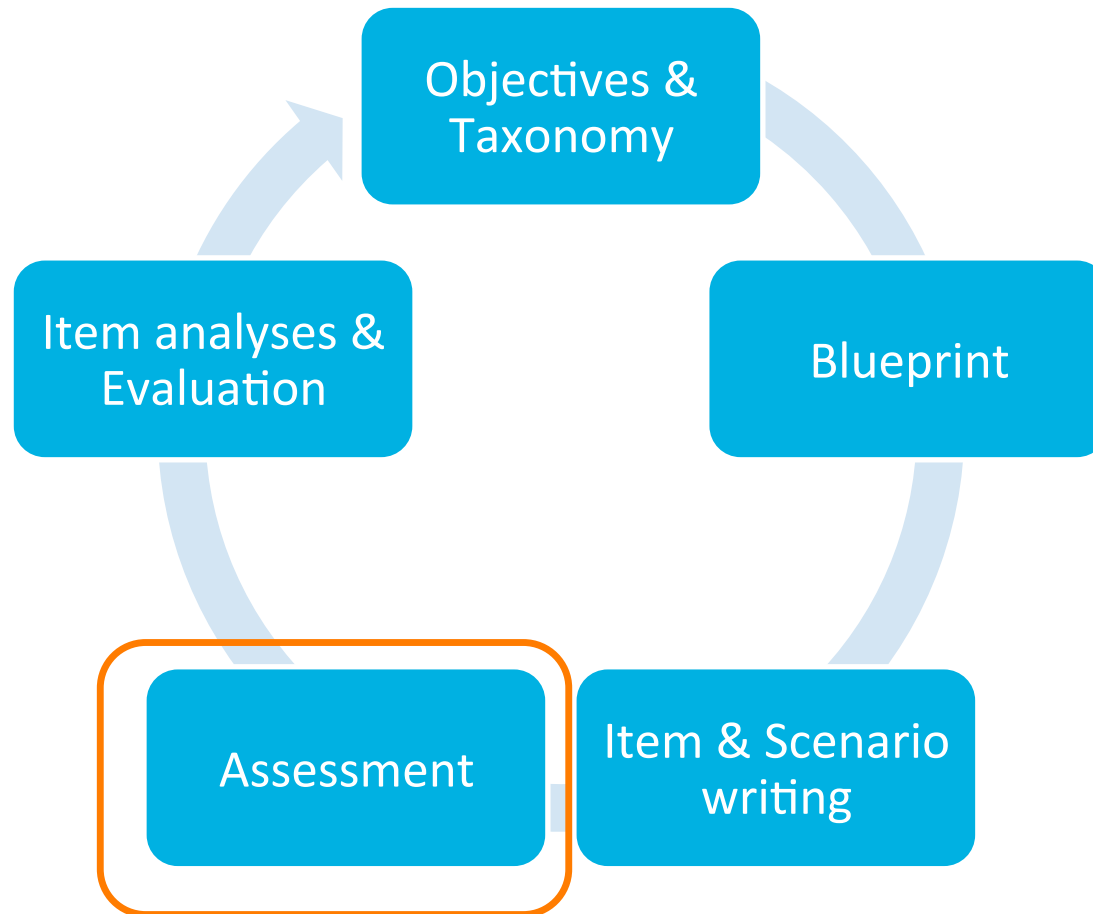 Objectives &
Taxonomy
Blueprint
Item & Scenario
writing
Assessment
Item analyses &
Evaluation